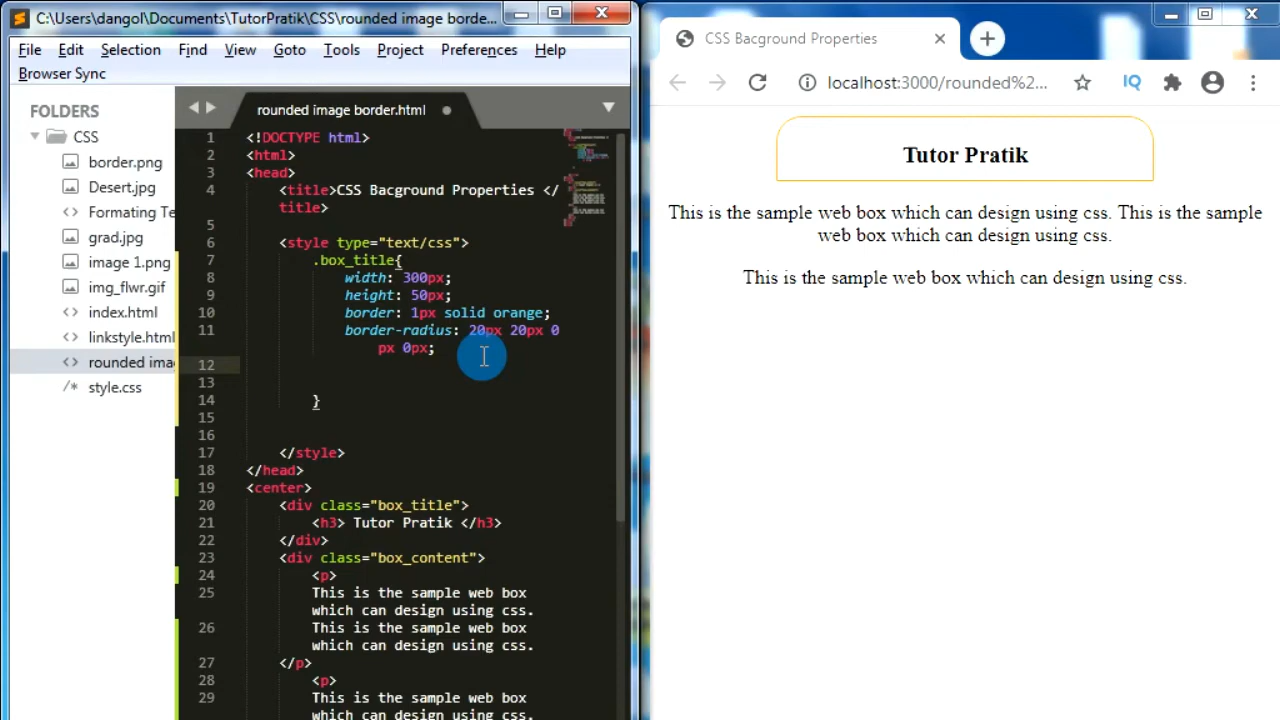 C:\Users\dangol\Documents\TutorPratik\CSS\rounded image borde...
File Edit Selection Find View Goto Tools Project Preferences Help
Browser Sync
FOLDERS
CSS
border.png
Desert.jpg
<> Formating Te
grad.jpg
image 1.png
img_flwr.gif
<> index.html
<> linkstyle.html
<> rounded ima
/* style.css
rounded image border.html
1 <!DOCTYPE html>
2 <html>
3 <head>
4 <title>CSS Bacground Properties </
title>
5
6 <style type="text/css">
7 .box_title{
8 width: 300px;
9 height: 50px;
10 border: 1px solid orange;
11 border-radius: 20px 20px 0
px 0px;
12
13
14 }
15
16
17 </style>
18 </head>
19 <center>
20 <div class="box_title">
21 <h3> Tutor Pratik </h3>
22 </div>
23 <div class="box_content">
24 <p>
25 This is the sample web box
which can design using css.
26 This is the sample web box
which can design using css.
27 </p>
28 <p>
29 This is the sample web box
which can design using css.
CSS Bacground Properties
localhost:3000/rounded%2...
IQ
Tutor Pratik
This is the sample web box which can design using css. This is the sample
web box which can design using css.
This is the sample web box which can design using css.